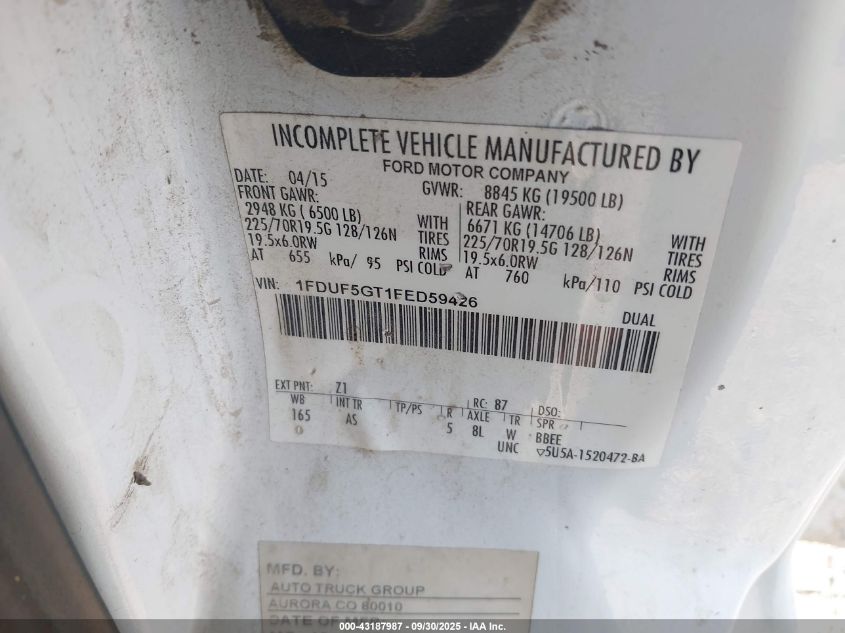 INCOMPLETE VEHICLE MANUFACTURED BY
FORD MOTOR COMPANY
DATE: 04/15 GVWR: 8845 KG (19500 LB)
FRONT GAWR: REAR GAWR:
2948 KG ( 6500 LB) WITH 6671 KG (14706 LB) WITH
225/70R19.5G 128/126N TIRES 225/70R19.5G 128/126N TIRES
19.5x6.0RW RIMS 19.5x6.0RW RIMS
AT 655 kPa/ 95 PSI COLD AT 760 kPa/110 PSI COLD
VIN: 1FDUF5GT1FED59426 DUAL
EXT PNT: Z1 RC: 87 DSO:
WB INT TR TP/PS R AXLE TR SPR
165 AS 5 8L W BBEE
UNC ▽5U5A-1520472-BA
MFD. BY:
AUTO TRUCK GROUP
AURORA CO 80010
DATE OF
000-43187987 - 09/30/2025 - IAA Inc.